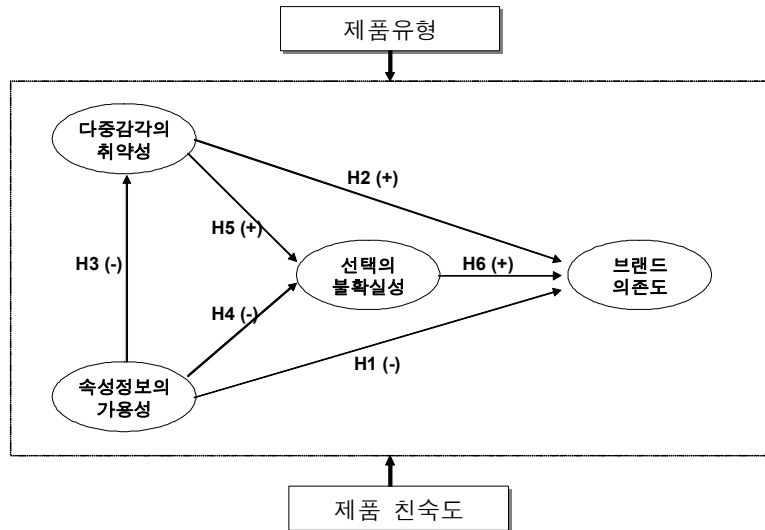 제품유형
다중감각의
취약성
H2 (+)
H5 (+)
H3 (-)
선택의
불확실성
H6 (+)
브랜드
의존도
H4 (-)
H1 (-)
속성정보의
가용성
제품 친숙도